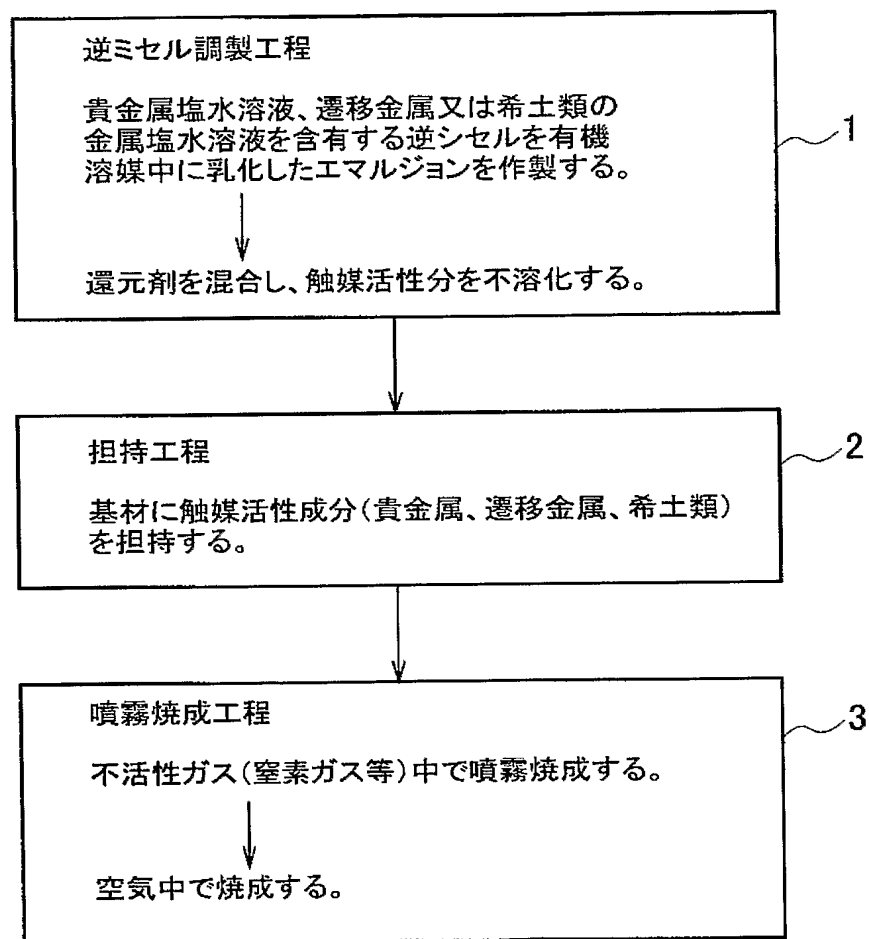 逆ミセル調製工程
貴金属塩水溶液、遷移金属又は希土類の
金属塩水溶液を含有する逆シセルを有機
溶媒中に乳化したエマルジョンを作製する。
1
還元剤を混合し、触媒活性分を不溶化する。
担持工程
2
基材に触媒活性成分(貴金属、遷移金属、希土類)
を担持する。
噴霧焼成工程
3
不活性ガス(窒素ガス等)中で噴霧焼成する。
空気中で焼成する。